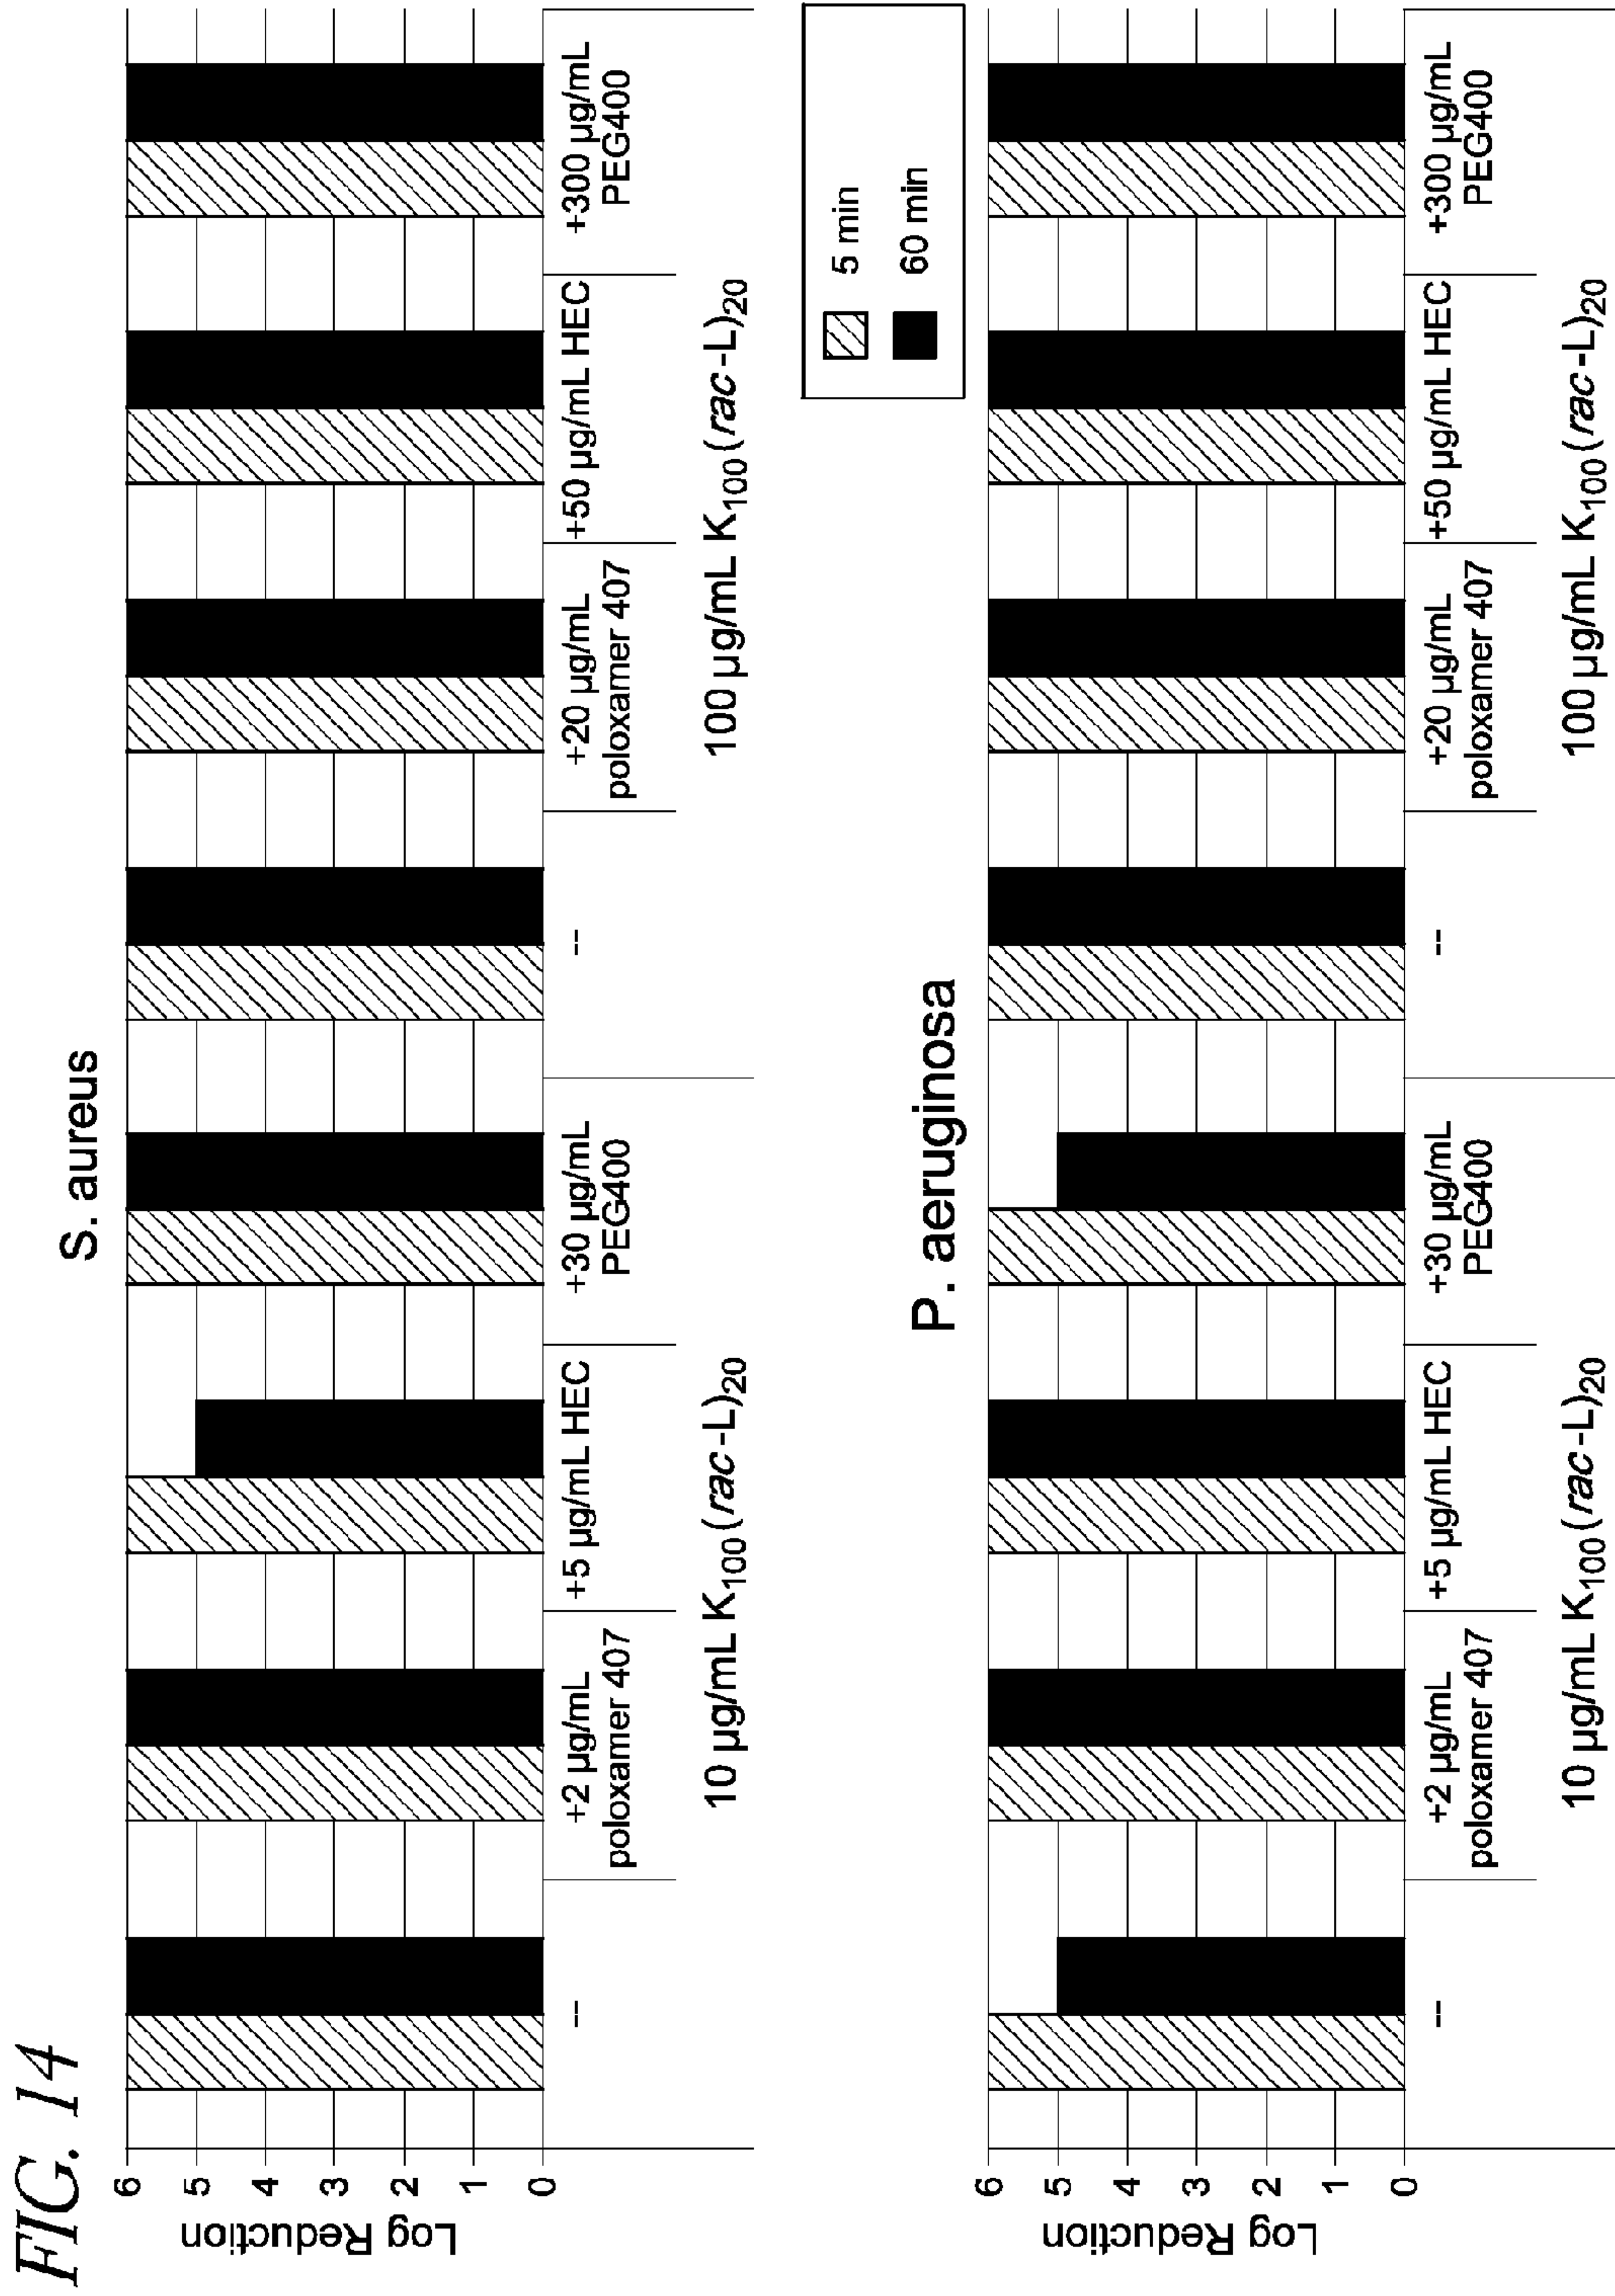 FIG. 14
S. aureus
Log Reduction
6
5
4
3
2
1
0
--
+2 µg/mL
poloxamer 407
+5 µg/mL HEC
+30 µg/mL
PEG400
--
+20 µg/mL
poloxamer 407
+50 µg/mL HEC
+300 µg/mL
PEG400
10 µg/mL K100(rac-L)20
100 µg/mL K100(rac-L)20
5 min
60 min
P. aeruginosa
Log Reduction
6
5
4
3
2
1
0
--
+2 µg/mL
poloxamer 407
+5 µg/mL HEC
+30 µg/mL
PEG400
--
+20 µg/mL
poloxamer 407
+50 µg/mL HEC
+300 µg/mL
PEG400
10 µg/mL K100(rac-L)20
100 µg/mL K100(rac-L)20